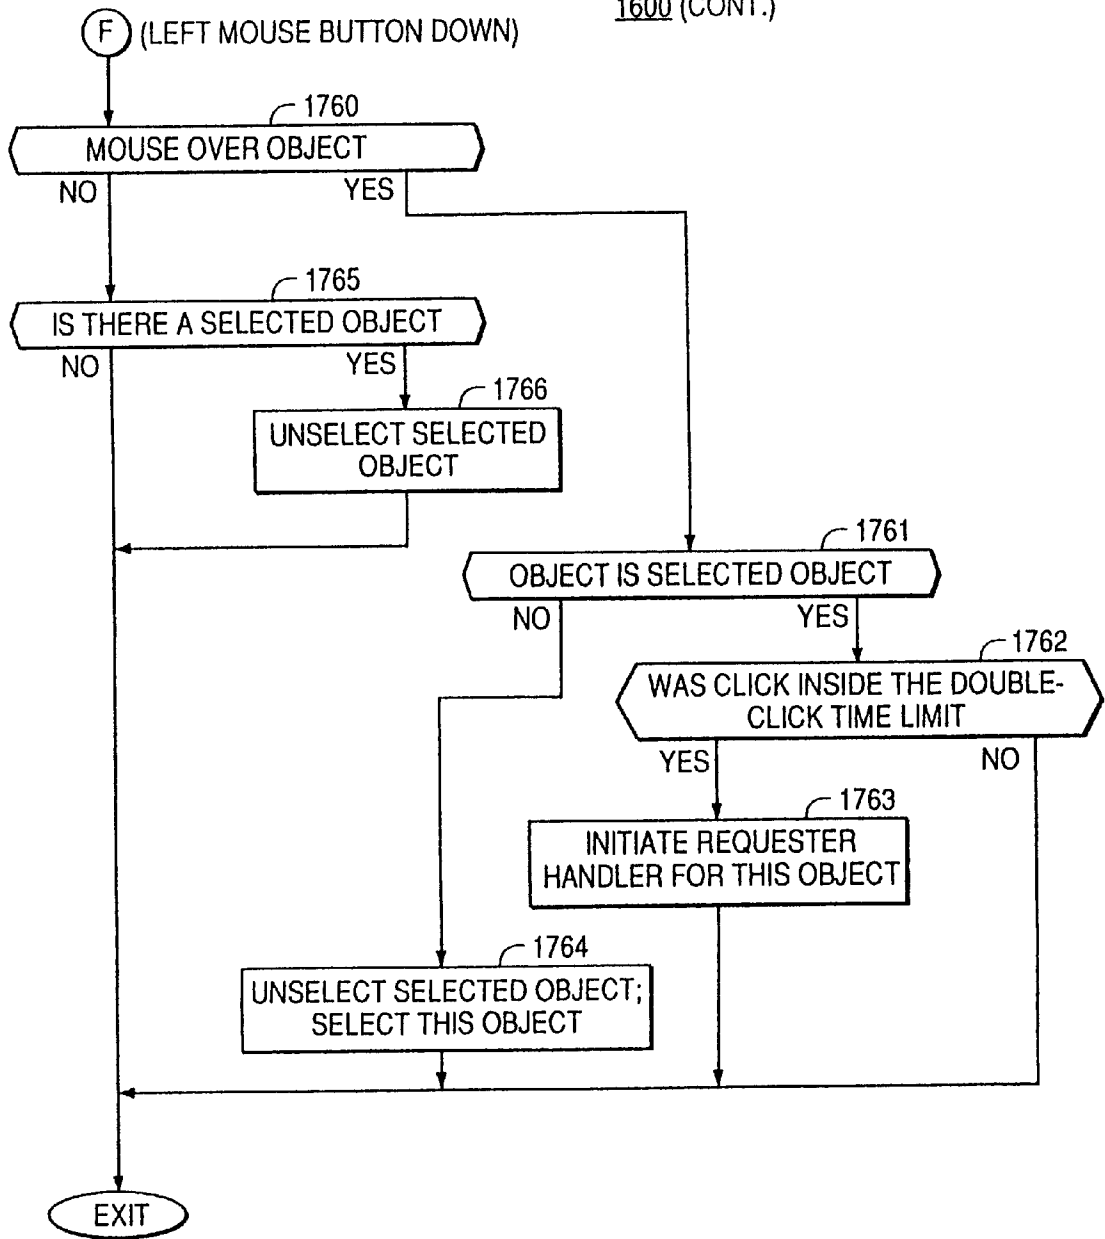 1600 (CONT.)
F (LEFT MOUSE BUTTON DOWN)
1760
MOUSE OVER OBJECT
NO YES
1765
IS THERE A SELECTED OBJECT
NO YES
1766
UNSELECT SELECTED
OBJECT
1761
OBJECT IS SELECTED OBJECT
NO YES
1762
WAS CLICK INSIDE THE DOUBLE-
CLICK TIME LIMIT
YES NO
1763
INITIATE REQUESTER
HANDLER FOR THIS OBJECT
1764
UNSELECT SELECTED OBJECT;
SELECT THIS OBJECT
EXIT